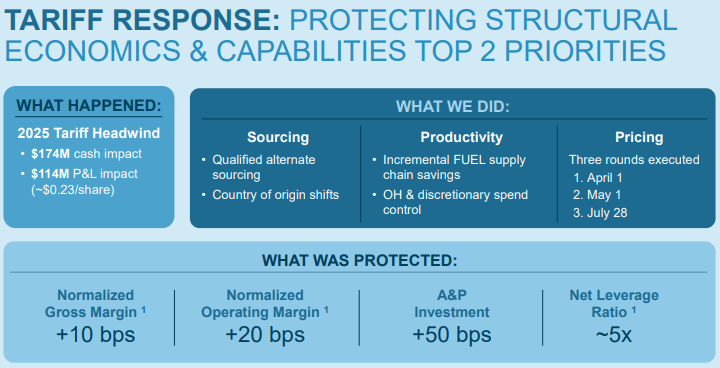 TARIFF RESPONSE: PROTECTING STRUCTURAL
ECONOMICS & CAPABILITIES TOP 2 PRIORITIES
WHAT HAPPENED:
2025 Tariff Headwind
• $174M cash impact
• $114M P&L impact
(~$0.23/share)
WHAT WE DID:
Sourcing
• Qualified alternate
sourcing
• Country of origin shifts
Productivity
• Incremental FUEL supply
chain savings
• OH & discretionary spend
control
Pricing
Three rounds executed
1. April 1
2. May 1
3. July 28
WHAT WAS PROTECTED:
Normalized
Gross Margin ¹
+10 bps
Normalized
Operating Margin ¹
+20 bps
A&P
Investment
+50 bps
Net Leverage
Ratio ¹
~5x